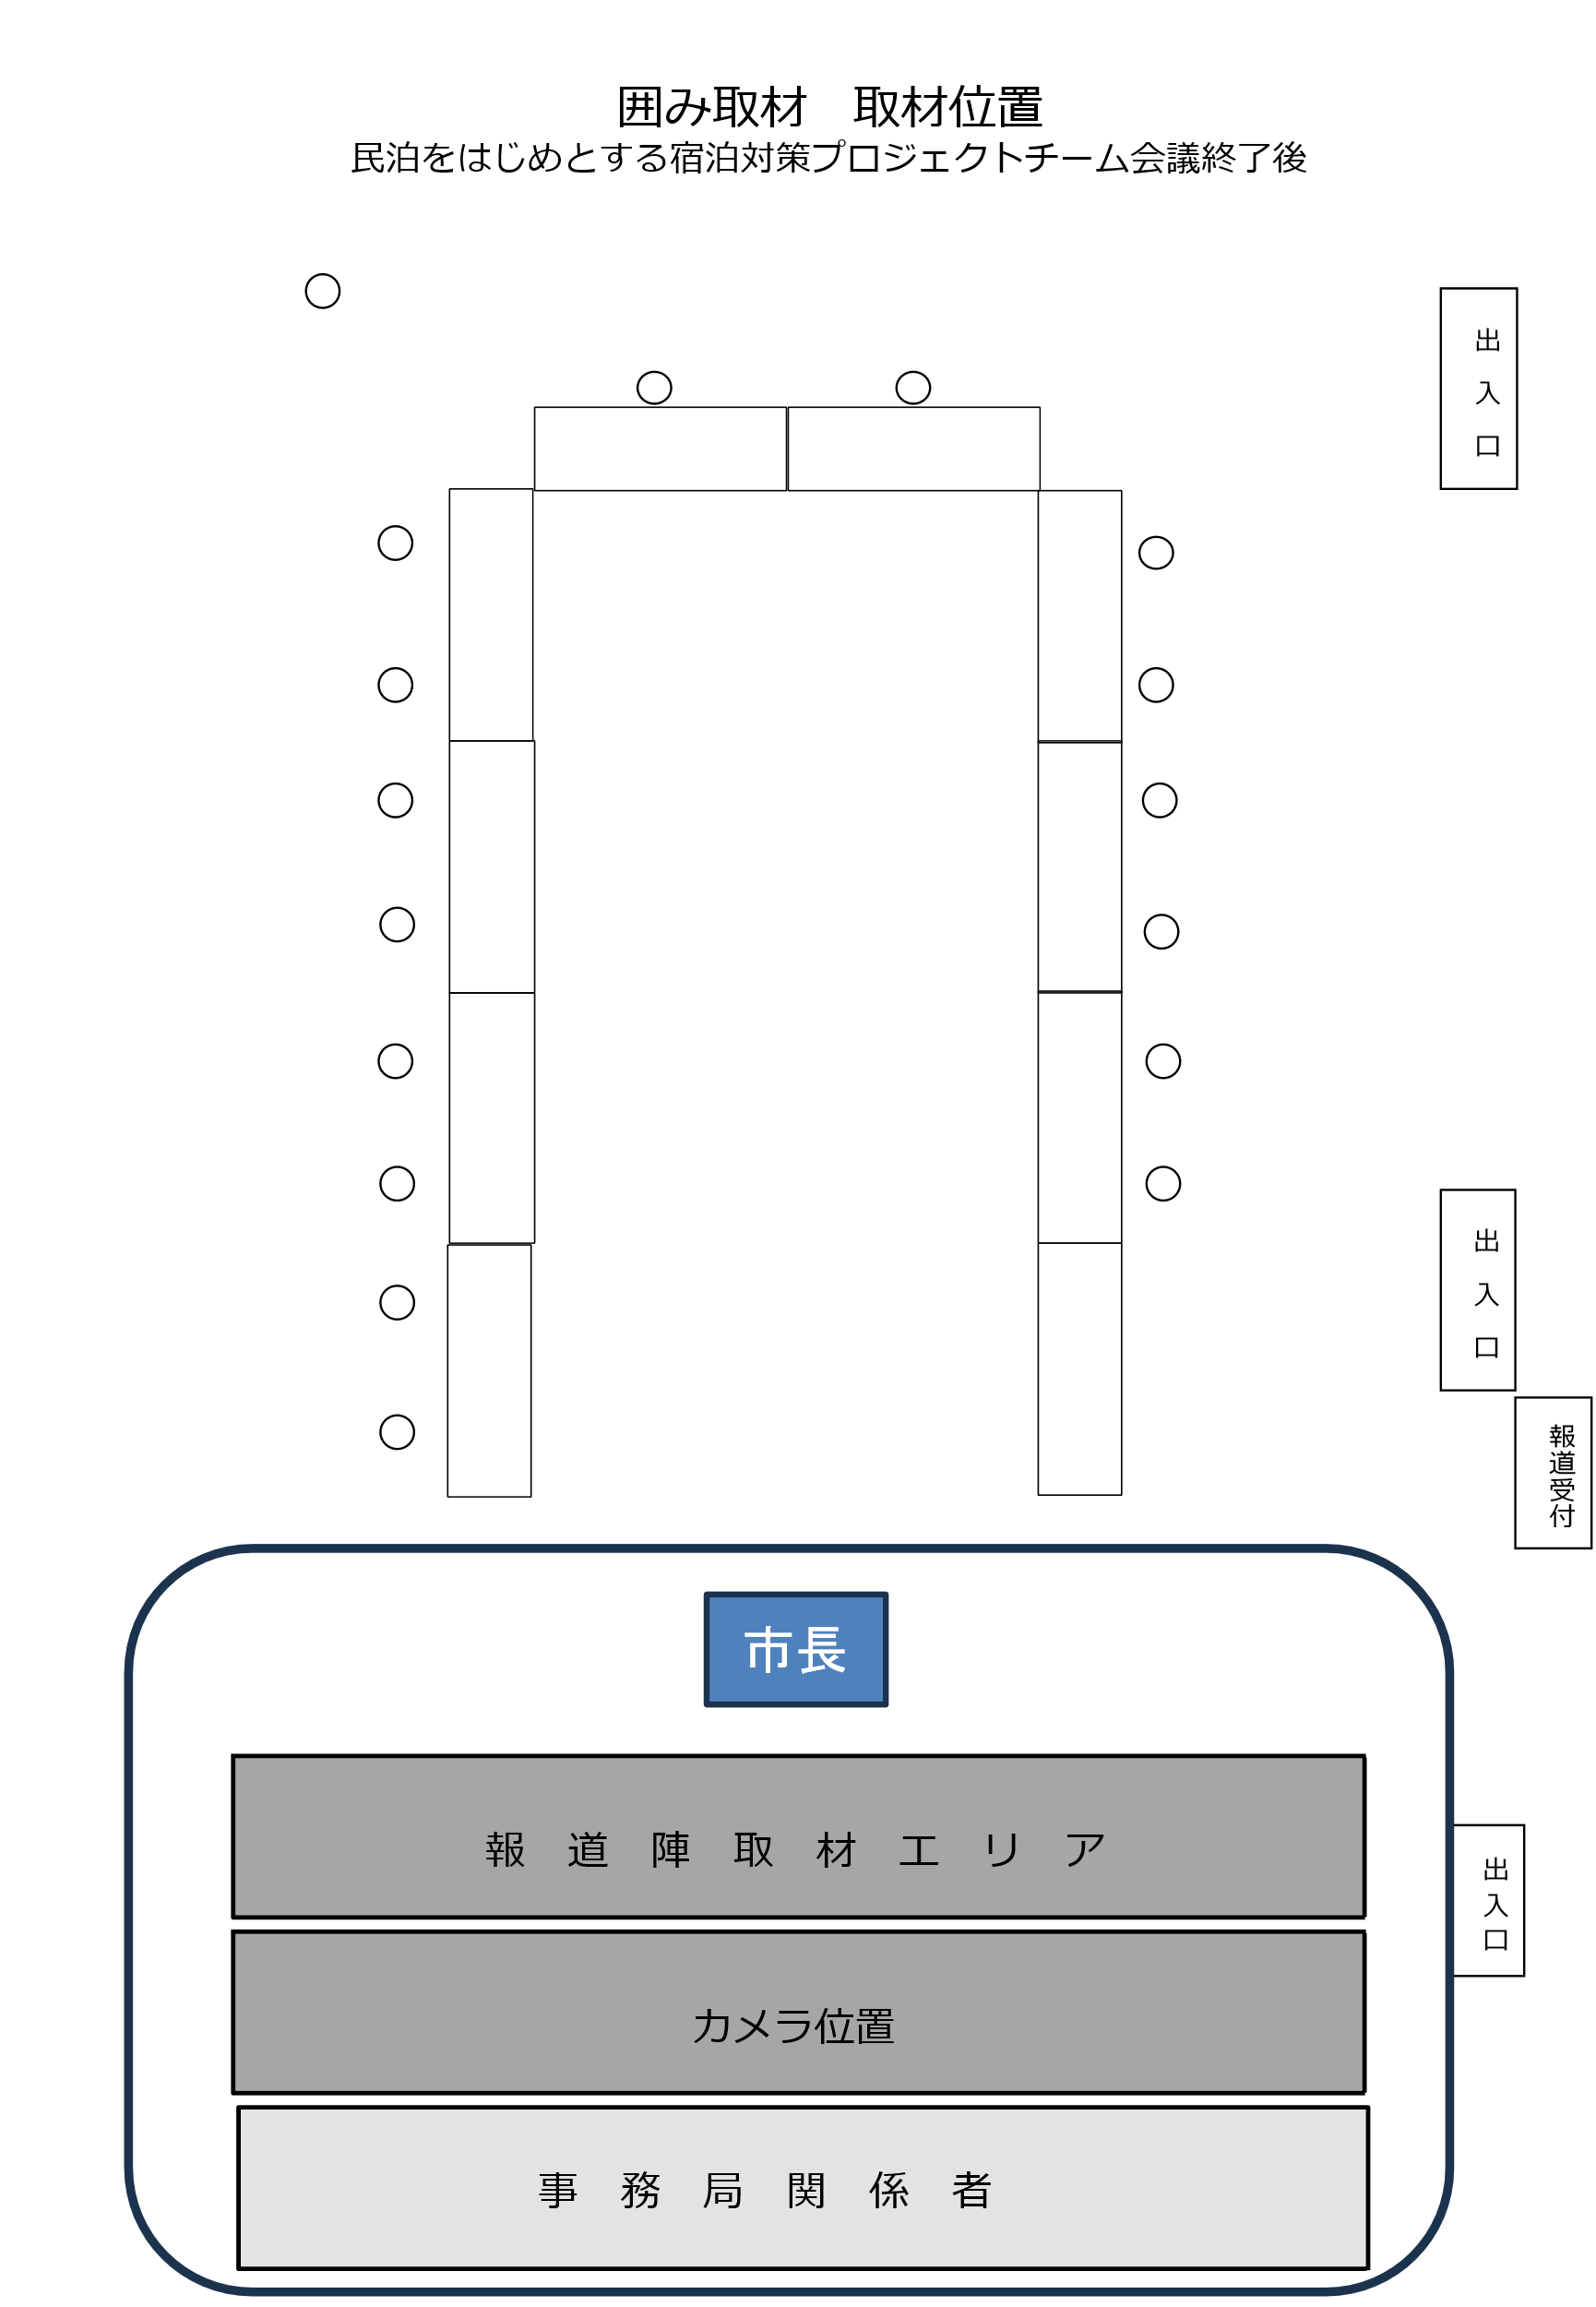 囲み取材　取材位置
民泊をはじめとする宿泊対策プロジェクトチーム会議終了後
出入口
出入口
報道受付
市長
報　道　陣　取　材　エ　リ　ア
出入口
カメラ位置
事　務　局　関　係　者